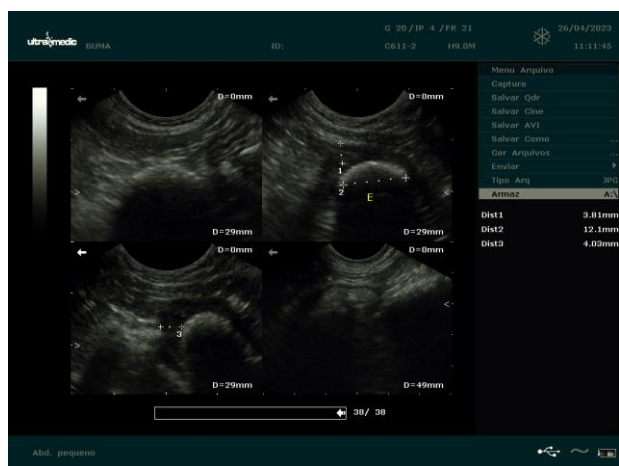 ultramedic BUMA ID: G 20/IP 4 /FR 21 26/04/2023
C611-2 H9.0M 11:11:45
Menu Arquivo
Captura
Salvar Qdr
Salvar Cine
Salvar AVI
Salvar Como ...
Ger Arquivos ...
Enviar
Tipo Arq JPG
Armaz A:\
Dist1 3.81mm
Dist2 12.1mm
Dist3 4.03mm
D=0mm
D=29mm
D=0mm
1
2
E
D=29mm
D=0mm
3
D=29mm
D=0mm
D=49mm
38/ 38
Abd. pequeno